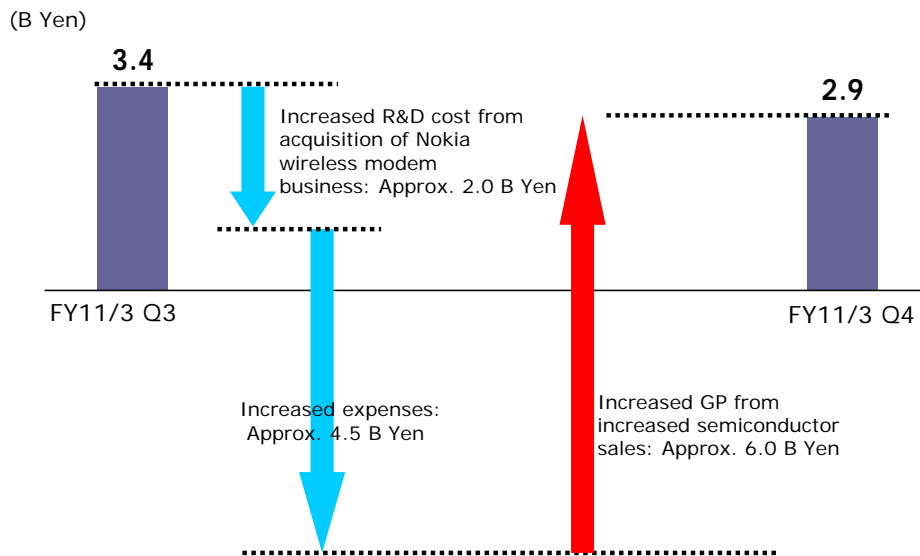 (B Yen)
3.4
2.9
Increased R&D cost from
acquisition of Nokia
wireless modem
business: Approx. 2.0 B Yen
FY11/3 Q3
FY11/3 Q4
Increased expenses:
Approx. 4.5 B Yen
Increased GP from
increased semiconductor
sales: Approx. 6.0 B Yen